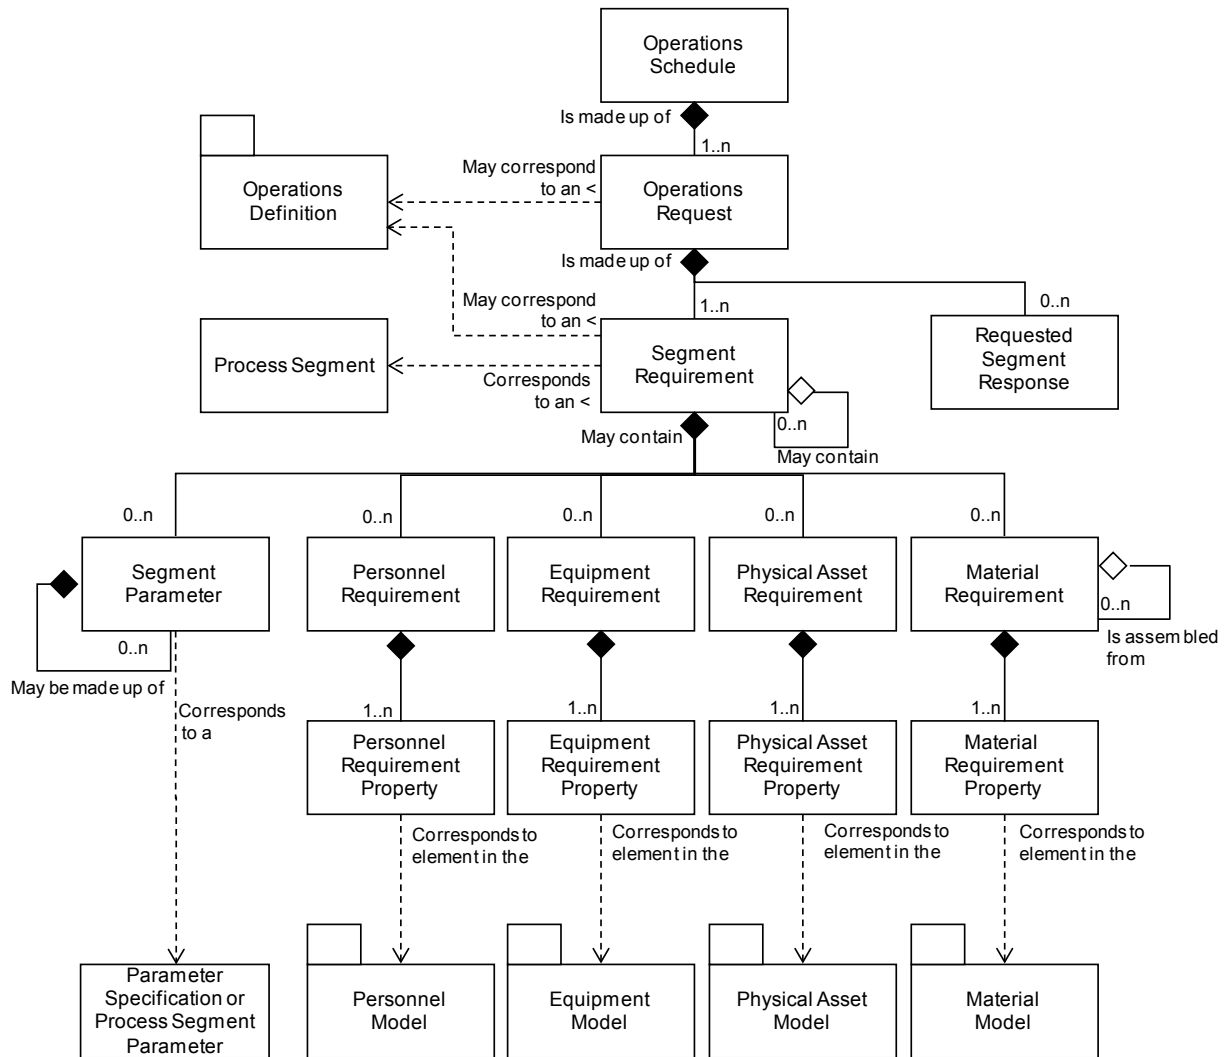 Operations
Schedule
Is made up of
1..n
May correspond
to an <
Operations
Definition
Operations
Request
Is made up of
May correspond
to an <
1..n
0..n
Process Segment
Segment
Requirement
Requested
Segment
Response
Corresponds
to an <
0..n
May contain
May contain
0..n
0..n
0..n
0..n
0..n
Segment
Parameter
Personnel
Requirement
Equipment
Requirement
Physical Asset
Requirement
Material
Requirement
0..n
0..n
Is assembled
from
May be made up of
Corresponds
to a
1..n
1..n
1..n
1..n
Personnel
Requirement
Property
Equipment
Requirement
Property
Physical Asset
Requirement
Property
Material
Requirement
Property
Corresponds to
element in the
Corresponds to
element in the
Corresponds to
element in the
Corresponds to
element in the
Parameter
Specification or
Process Segment
Parameter
Personnel
Model
Equipment
Model
Physical Asset
Model
Material
Model